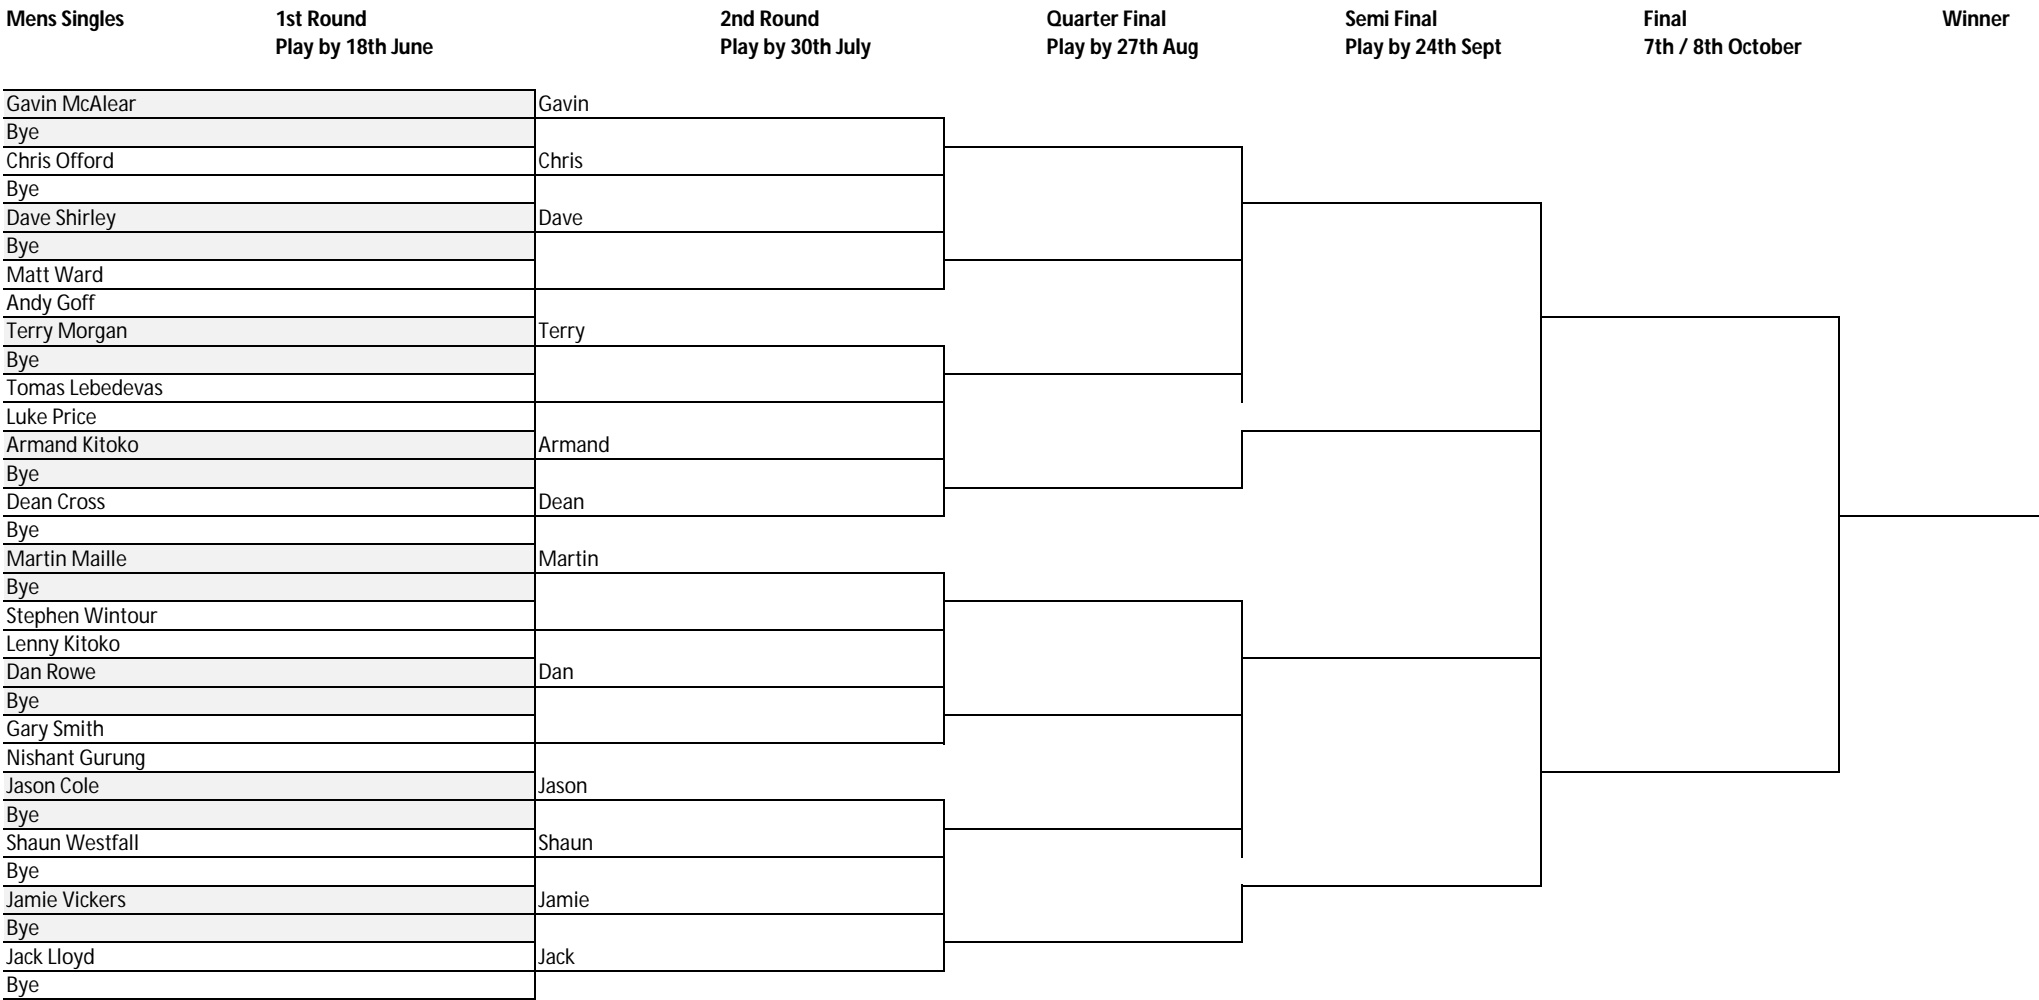 Mens Singles 1st Round 2nd Round Quarter Final Semi Final Final Winner
Play by 18th June Play by 30th July Play by 27th Aug Play by 24th Sept 7th / 8th October
Gavin McAlear Gavin
Bye
Chris Offord Chris
Bye
Dave Shirley Dave
Bye
Matt Ward
Andy Goff
Terry Morgan Terry
Bye
Tomas Lebedevas
Luke Price
Armand Kitoko Armand
Bye
Dean Cross Dean
Bye
Martin Maille Martin
Bye
Stephen Wintour
Lenny Kitoko
Dan Rowe Dan
Bye
Gary Smith
Nishant Gurung
Jason Cole Jason
Bye
Shaun Westfall Shaun
Bye
Jamie Vickers Jamie
Bye
Jack Lloyd Jack
Bye